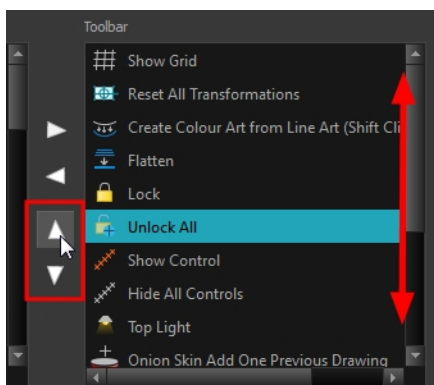 Toolbar
Show Grid
Reset All Transformations
Create Colour Art from Line Art (Shift Cli
Flatten
Lock
Unlock All
Show Control
Hide All Controls
Top Light
Onion Skin Add One Previous Drawing